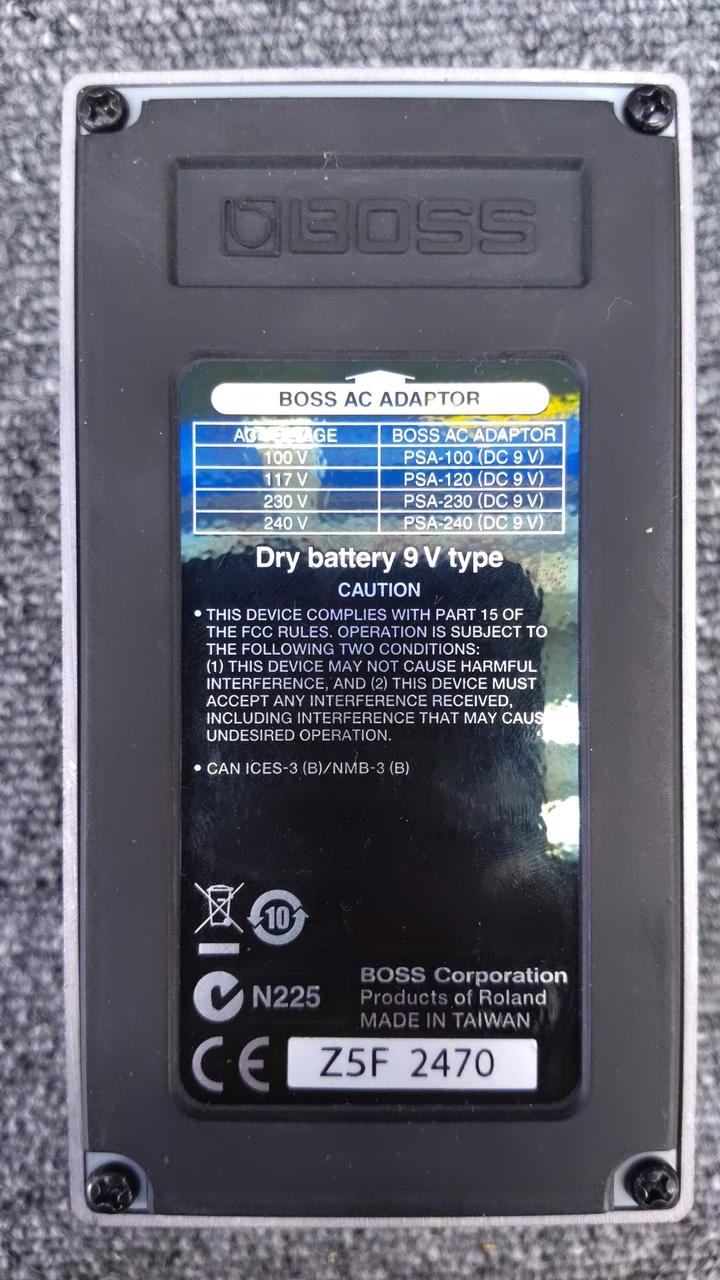 BOSS
BOSS AC ADAPTOR
BOSS AC ADAPTOR
100 V PSA-100 (DC 9 V)
117 V PSA-120 (DC 9 V)
230 V PSA-230 (DC 9 V)
240 V PSA-240 (DC 9 V)
Dry battery 9 V type
CAUTION
• THIS DEVICE COMPLIES WITH PART 15 OF
THE FCC RULES. OPERATION IS SUBJECT TO
THE FOLLOWING TWO CONDITIONS:
(1) THIS DEVICE MAY NOT CAUSE HARMFUL
INTERFERENCE, AND (2) THIS DEVICE MUST
ACCEPT ANY INTERFERENCE RECEIVED,
INCLUDING INTERFERENCE THAT MAY CAUS
UNDESIRED OPERATION.
• CAN ICES-3 (B)/NMB-3 (B)
10
N225
BOSS Corporation
Products of Roland
MADE IN TAIWAN
CE
Z5F 2470